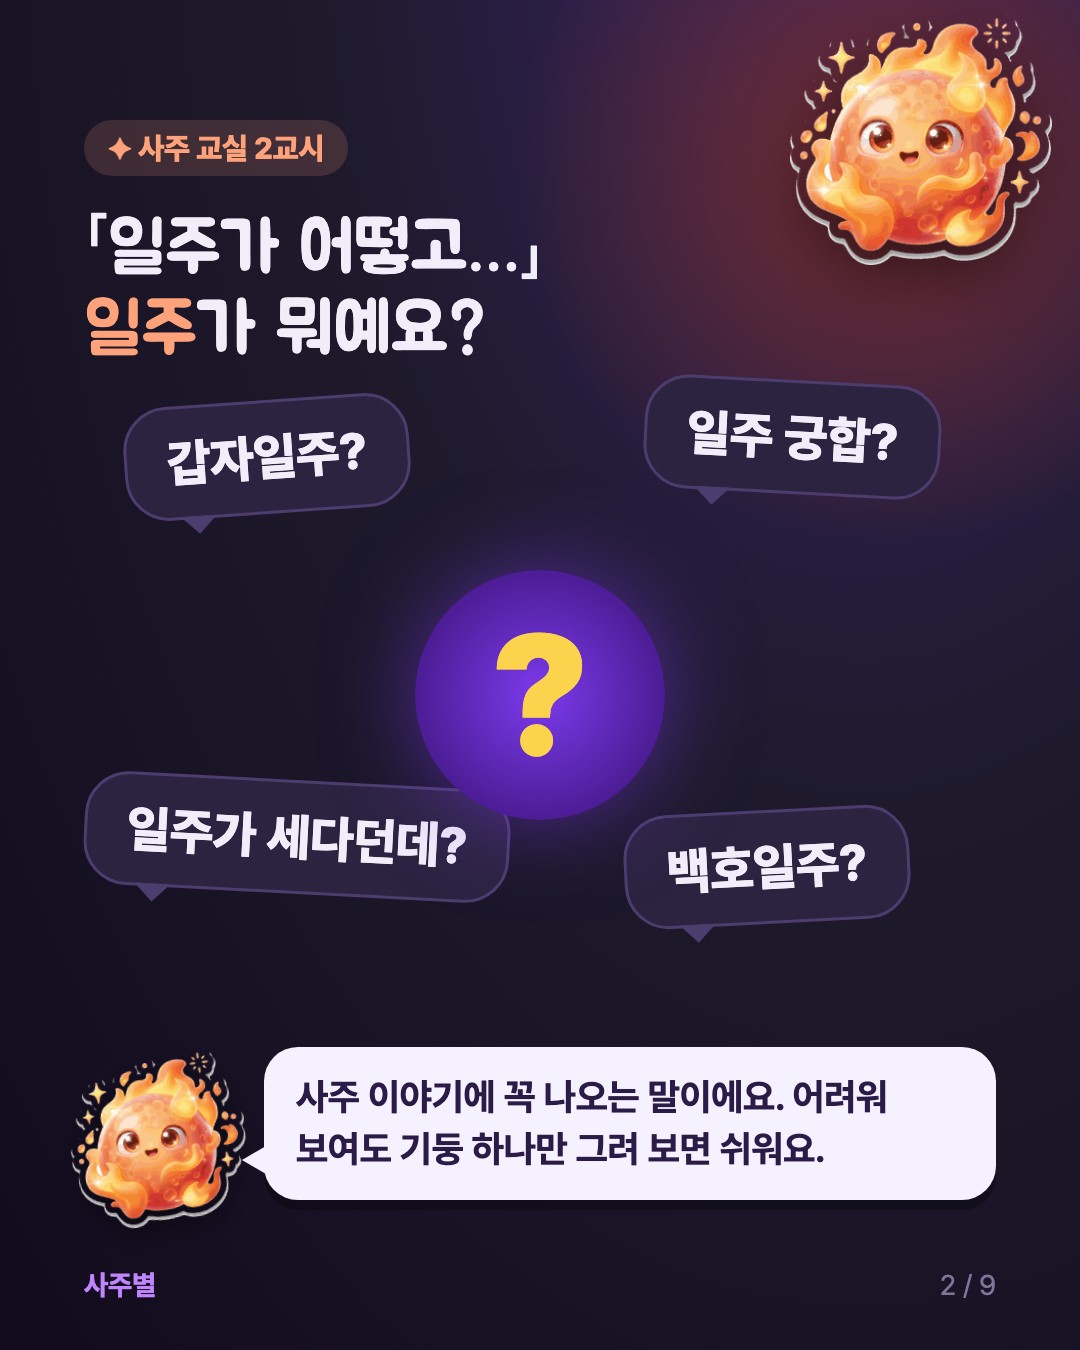 ✦ 사주 교실 2교시
「일주가 어떻고...」
일주가 뭐예요?
갑자일주?
일주 궁합?
?
일주가 세다던데?
백호일주?
사주 이야기에 꼭 나오는 말이에요. 어려워
보여도 기둥 하나만 그려 보면 쉬워요.
사주별
2 / 9